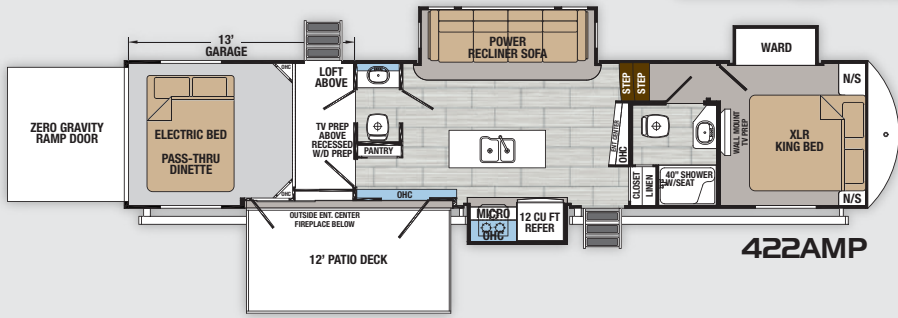 13'
GARAGE
ZERO GRAVITY
RAMP DOOR
OHC
ELECTRIC BED
PASS-THRU
DINETTE
OHC
LOFT
ABOVE
TV PREP
ABOVE
RECESSED
W/D PREP
PANTRY
OHC
OUTSIDE ENT. CENTER
FIREPLACE BELOW
12' PATIO DECK
POWER
RECLINER SOFA
MICRO
OHC
12 CU FT
REFER
STEP
STEP
ENT CENTER
OHC
CLOSET
LINEN
40" SHOWER
W/SEAT
WALL MOUNT
TV PREP
WARD
N/S
XLR
KING BED
N/S
422AMP